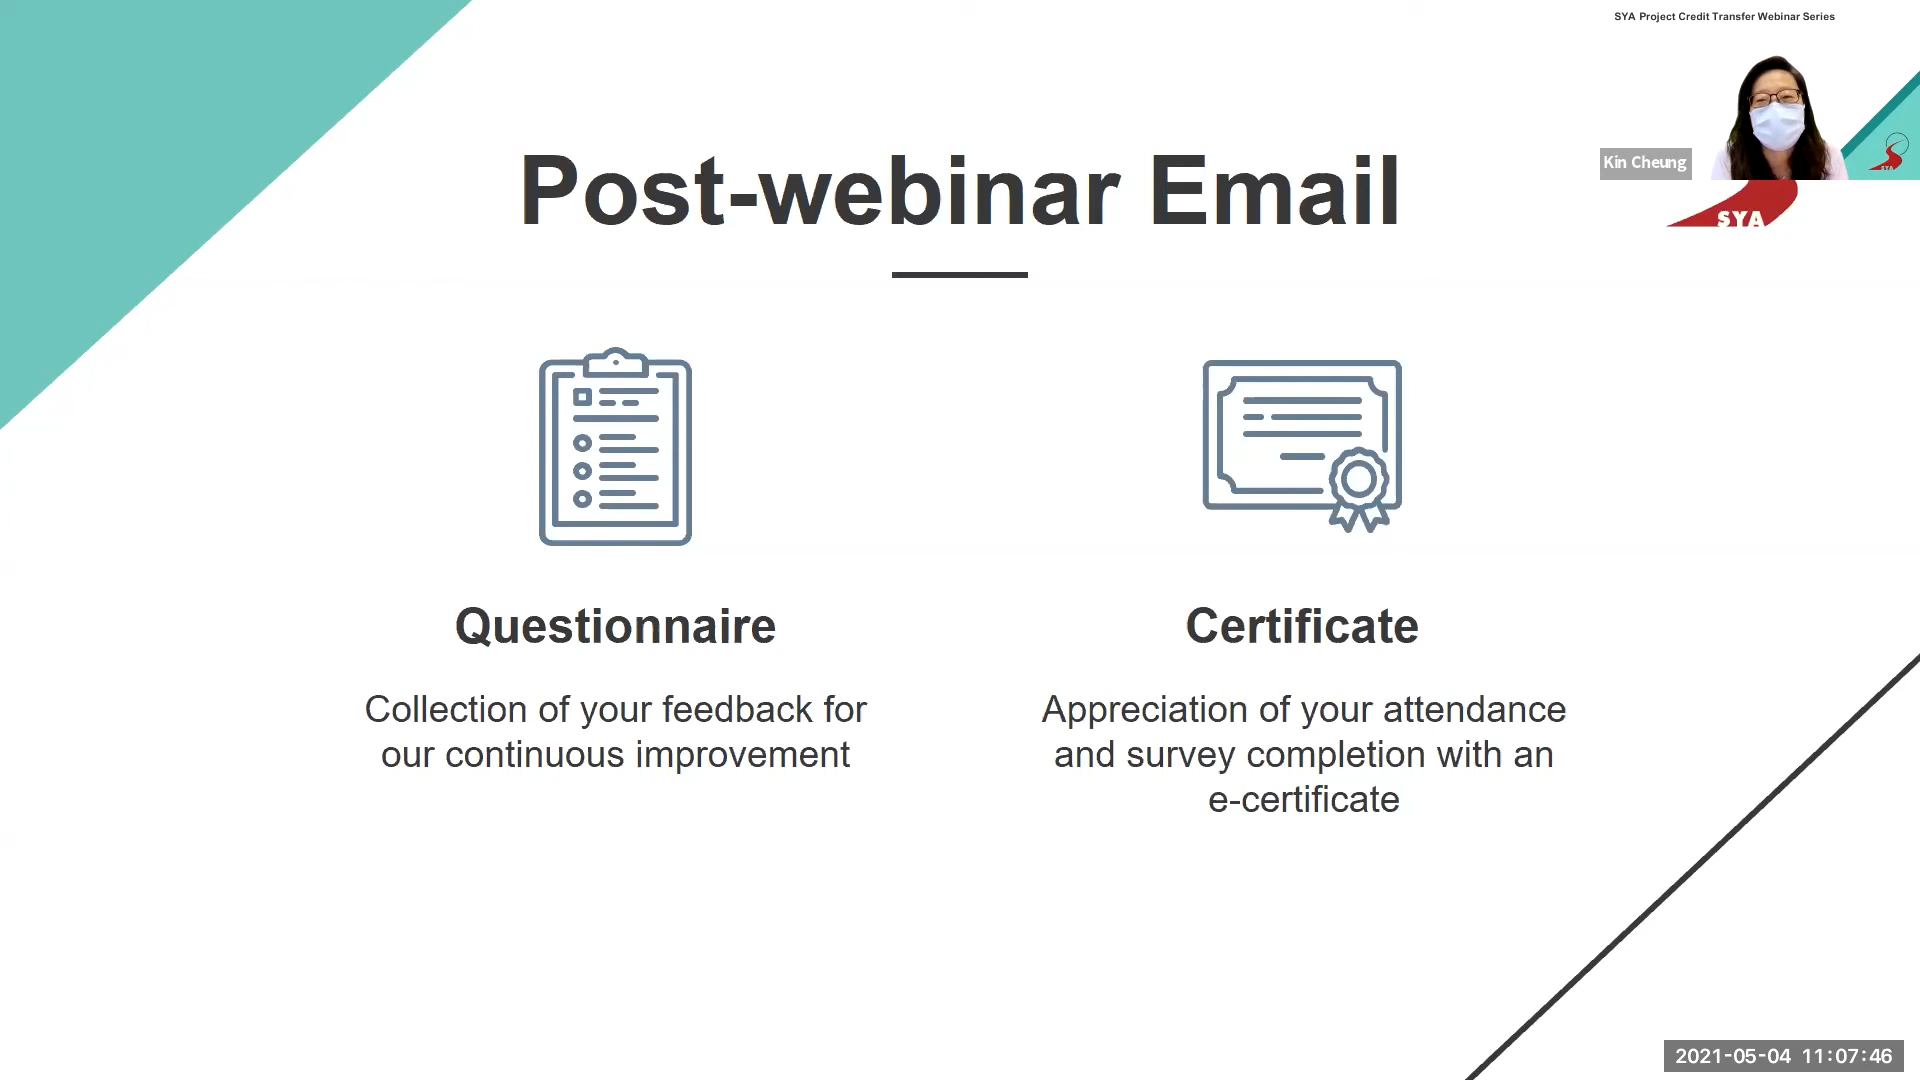 SYA Project Credit Transfer Webinar Series
Kin Cheung
SYA
Post-webinar Email
Questionnaire
Collection of your feedback for
our continuous improvement
Certificate
Appreciation of your attendance
and survey completion with an
e-certificate
2021-05-04 11:07:46